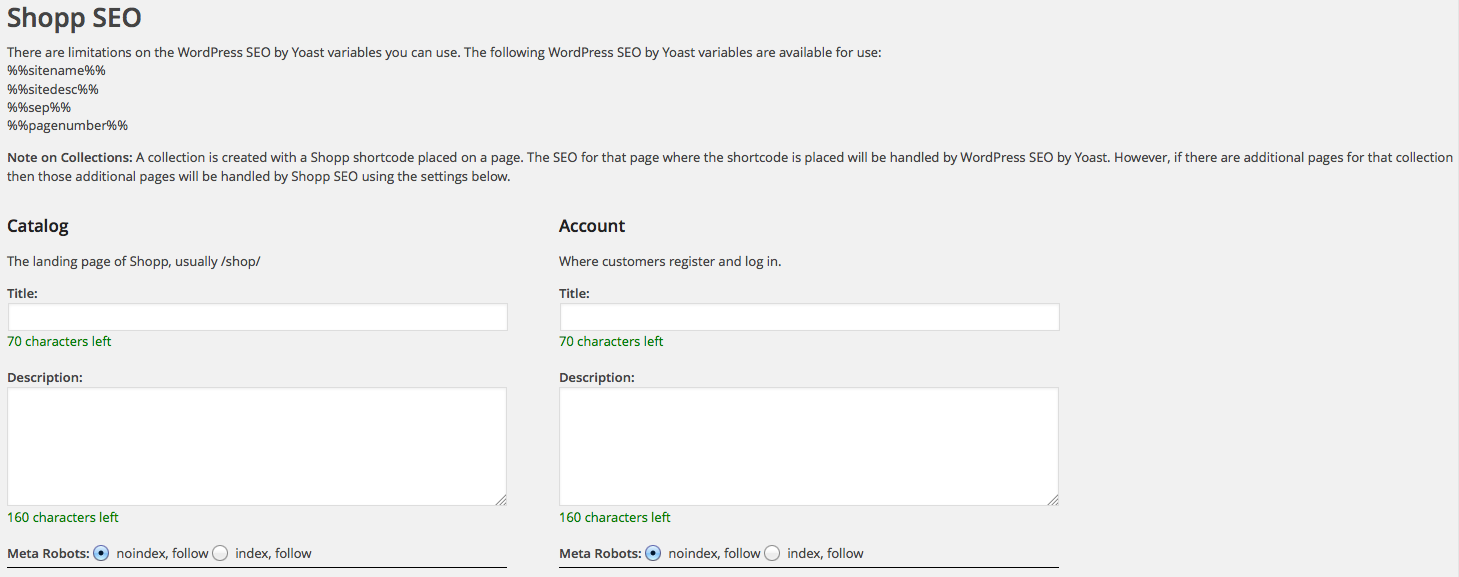 Shopp SEO
There are limitations on the WordPress SEO by Yoast variables you can use. The following WordPress SEO by Yoast variables are available for use:
%%sitename%%
%%sitedesc%%
%%sep%%
%%pagenumber%%
Note on Collections: A collection is created with a Shopp shortcode placed on a page. The SEO for that page where the shortcode is placed will be handled by WordPress SEO by Yoast. However, if there are additional pages for that collection
then those additional pages will be handled by Shopp SEO using the settings below.
Catalog
The landing page of Shopp, usually /shop/
Title:
70 characters left
Description:
160 characters left
Meta Robots: noindex, follow index, follow
Account
Where customers register and log in.
Title:
70 characters left
Description:
160 characters left
Meta Robots: noindex, follow index, follow